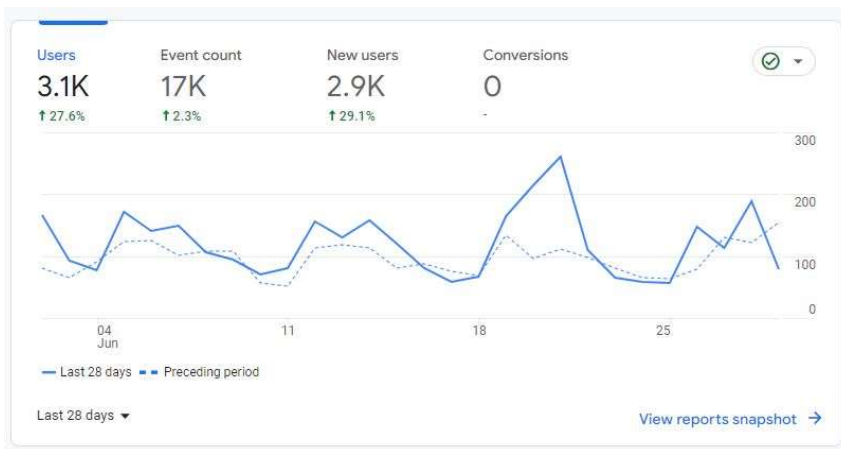 Users Event count New users Conversions
3.1K 17K 2.9K 0
↑ 27.6% ↑ 2.3% ↑ 29.1% -
300
200
100
0
04 11 18 25
Jun
Last 28 days Preceding period
Last 28 days
View reports snapshot →